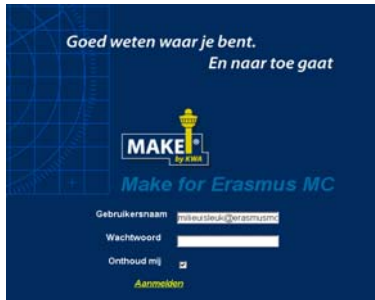 Goed weten waar je bent.
En naar toe gaat
MAKE
by KWA
Make for Erasmus MC
Gebruikersnaam
milieuisleuk@erasmusmc
Wachtwoord
Onthoud mij
Aanmelden